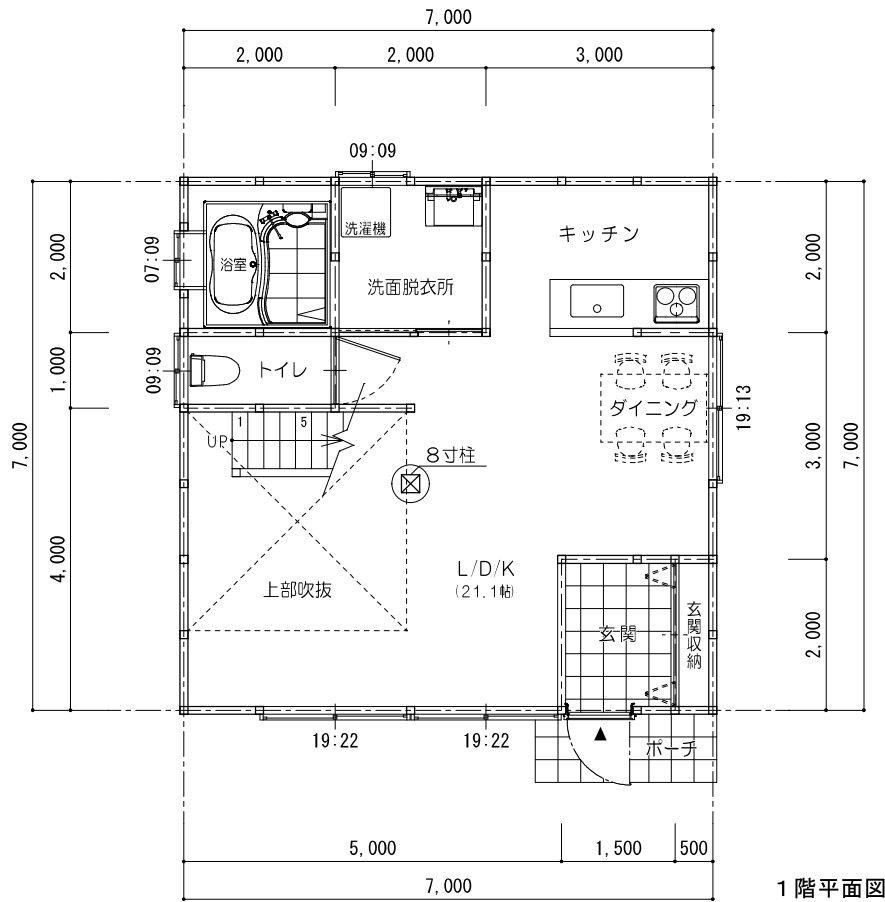 7,000
2,000
2,000
3,000
09:09
洗濯機
キッチン
浴室
洗面脱衣所
2,000
07:09
2,000
トイレ
1,000
09:09
ダイニング
19:13
1
5
UP
8寸柱
7,000
3,000
7,000
4,000
L/D/K
(21.1帖)
上部吹抜
玄関
玄関収納
2,000
19:22
19:22
▲
ポーチ
5,000
1,500
500
7,000
1階平面図